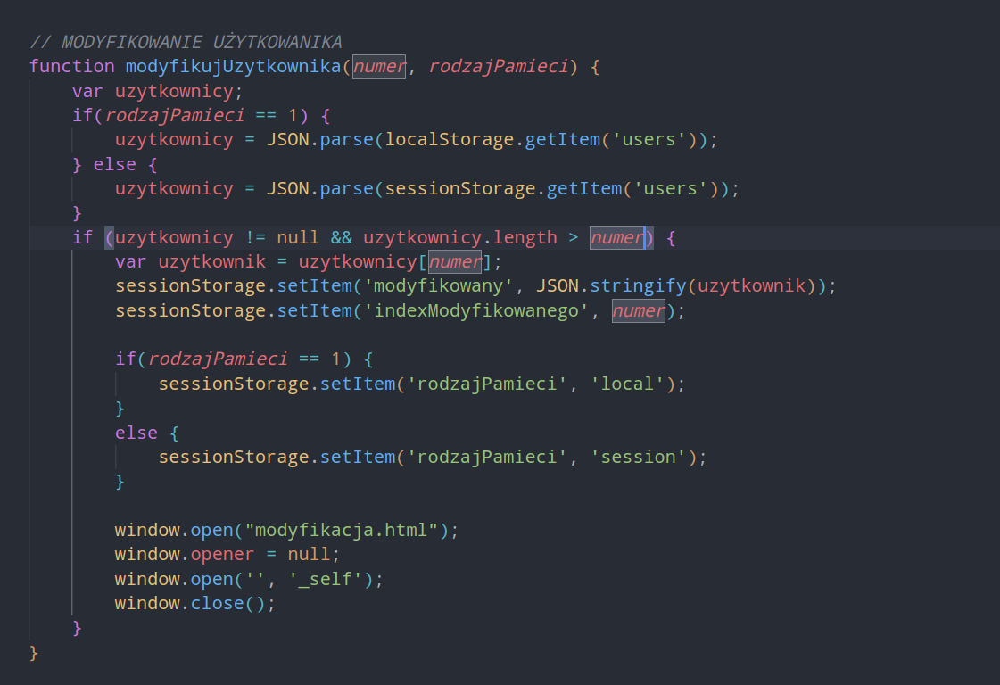 // MODYFIKOWANIE UŻYTKOWANIKA
function modyfikujUzytkownika(numer, rodzajPamieci) {
    var uzytkownicy;
    if(rodzajPamieci == 1) {
        uzytkownicy = JSON.parse(localStorage.getItem('users'));
    } else {
        uzytkownicy = JSON.parse(sessionStorage.getItem('users'));
    }
    if (uzytkownicy != null && uzytkownicy.length > numer) {
        var uzytkownik = uzytkownicy[numer];
        sessionStorage.setItem('modyfikowany', JSON.stringify(uzytkownik));
        sessionStorage.setItem('indexModyfikowanego', numer);

        if(rodzajPamieci == 1) {
            sessionStorage.setItem('rodzajPamieci', 'local');
        }
        else {
            sessionStorage.setItem('rodzajPamieci', 'session');
        }

        window.open("modyfikacja.html");
        window.opener = null;
        window.open('', '_self');
        window.close();
    }
}